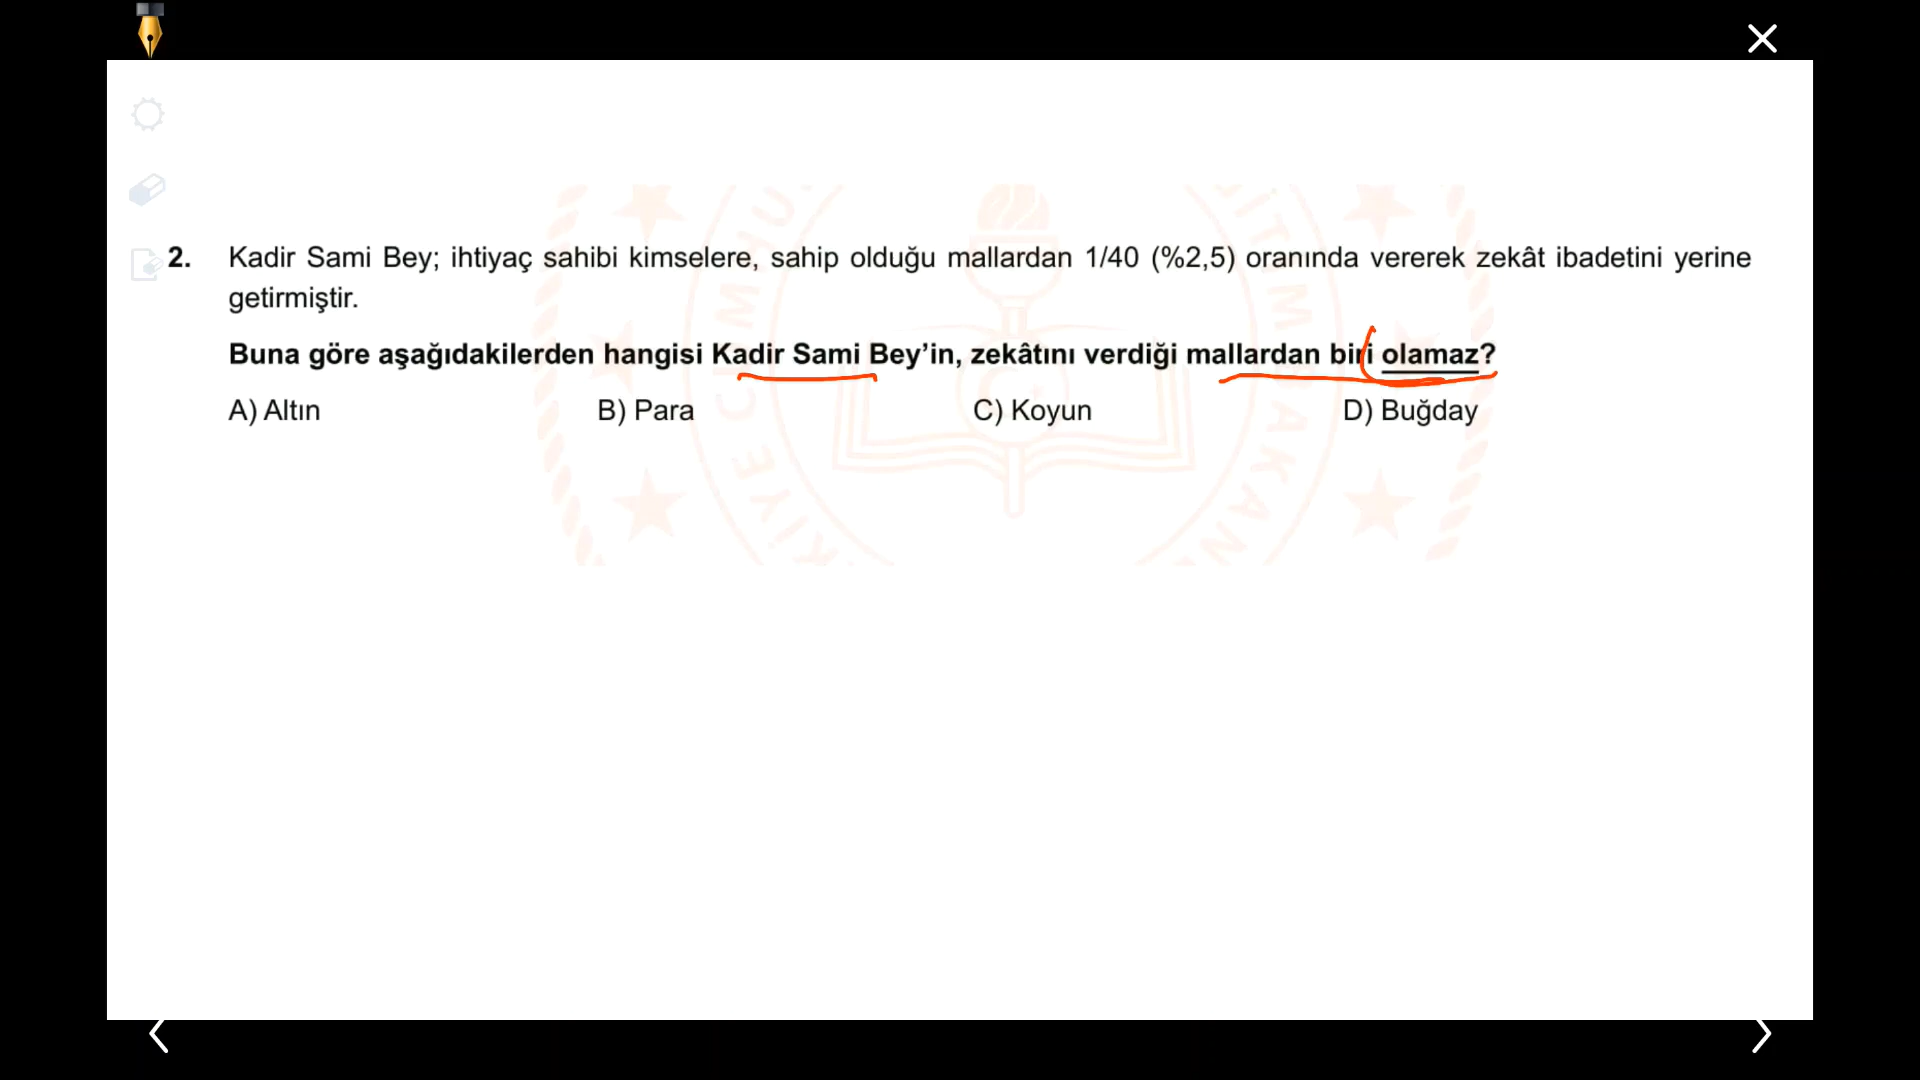 2. Kadir Sami Bey; ihtiyaç sahibi kimselere, sahip olduğu mallardan 1/40 (%2,5) oranında vererek zekât ibadetini yerine
getirmiştir.
Buna göre aşağıdakilerden hangisi Kadir Sami Bey’in, zekâtını verdiği mallardan biri olamaz?
A) Altın B) Para C) Koyun D) Buğday